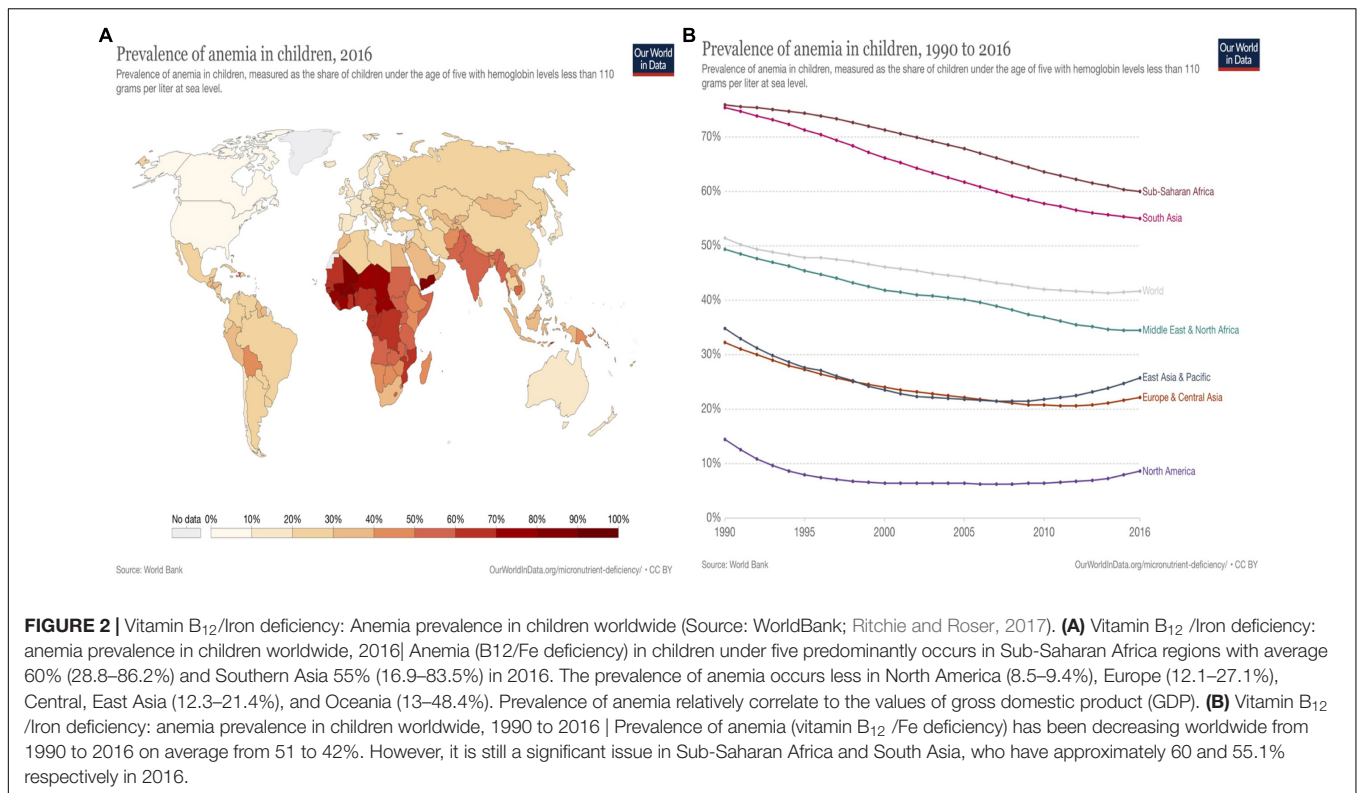 A
Prevalence of anemia in children, 2016
Our World
in Data
Prevalence of anemia in children, measured as the share of children under the age of five with hemoglobin levels less than 110
grams per liter at sea level.
No data 0% 10% 20% 30% 40% 50% 60% 70% 80% 90% 100%
Source: World Bank
OurWorldInData.org/micronutrient-deficiency/ • CC BY
B
Prevalence of anemia in children, 1990 to 2016
Our World
in Data
Prevalence of anemia in children, measured as the share of children under the age of five with hemoglobin levels less than 110
grams per liter at sea level.
70%
60%
Sub-Saharan Africa
South Asia
50%
World
40%
Middle East & North Africa
30%
East Asia & Pacific
Europe & Central Asia
20%
10%
North America
0%
1990 1995 2000 2005 2010 2016
Source: World Bank
OurWorldInData.org/micronutrient-deficiency/ • CC BY
FIGURE 2 | Vitamin B12/Iron deficiency: Anemia prevalence in children worldwide (Source: WorldBank; Ritchie and Roser, 2017). (A) Vitamin B12 /Iron deficiency:
anemia prevalence in children worldwide, 2016| Anemia (B12/Fe deficiency) in children under five predominantly occurs in Sub-Saharan Africa regions with average
60% (28.8–86.2%) and Southern Asia 55% (16.9–83.5%) in 2016. The prevalence of anemia occurs less in North America (8.5–9.4%), Europe (12.1–27.1%),
Central, East Asia (12.3–21.4%), and Oceania (13–48.4%). Prevalence of anemia relatively correlate to the values of gross domestic product (GDP). (B) Vitamin B12
/Iron deficiency: anemia prevalence in children worldwide, 1990 to 2016 | Prevalence of anemia (vitamin B12 /Fe deficiency) has been decreasing worldwide from
1990 to 2016 on average from 51 to 42%. However, it is still a significant issue in Sub-Saharan Africa and South Asia, who have approximately 60 and 55.1%
respectively in 2016.